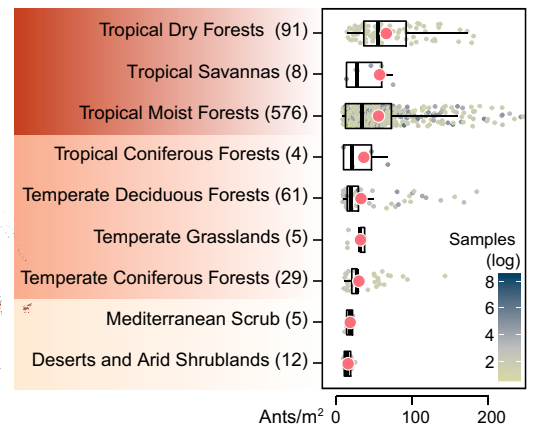 Tropical Dry Forests (91)
Tropical Savannas (8)
Tropical Moist Forests (576)
Tropical Coniferous Forests (4)
Temperate Deciduous Forests (61)
Temperate Grasslands (5)
Temperate Coniferous Forests (29)
Mediterranean Scrub (5)
Deserts and Arid Shrublands (12)
Samples
(log)
8
6
4
2
Ants/m² 0 100 200